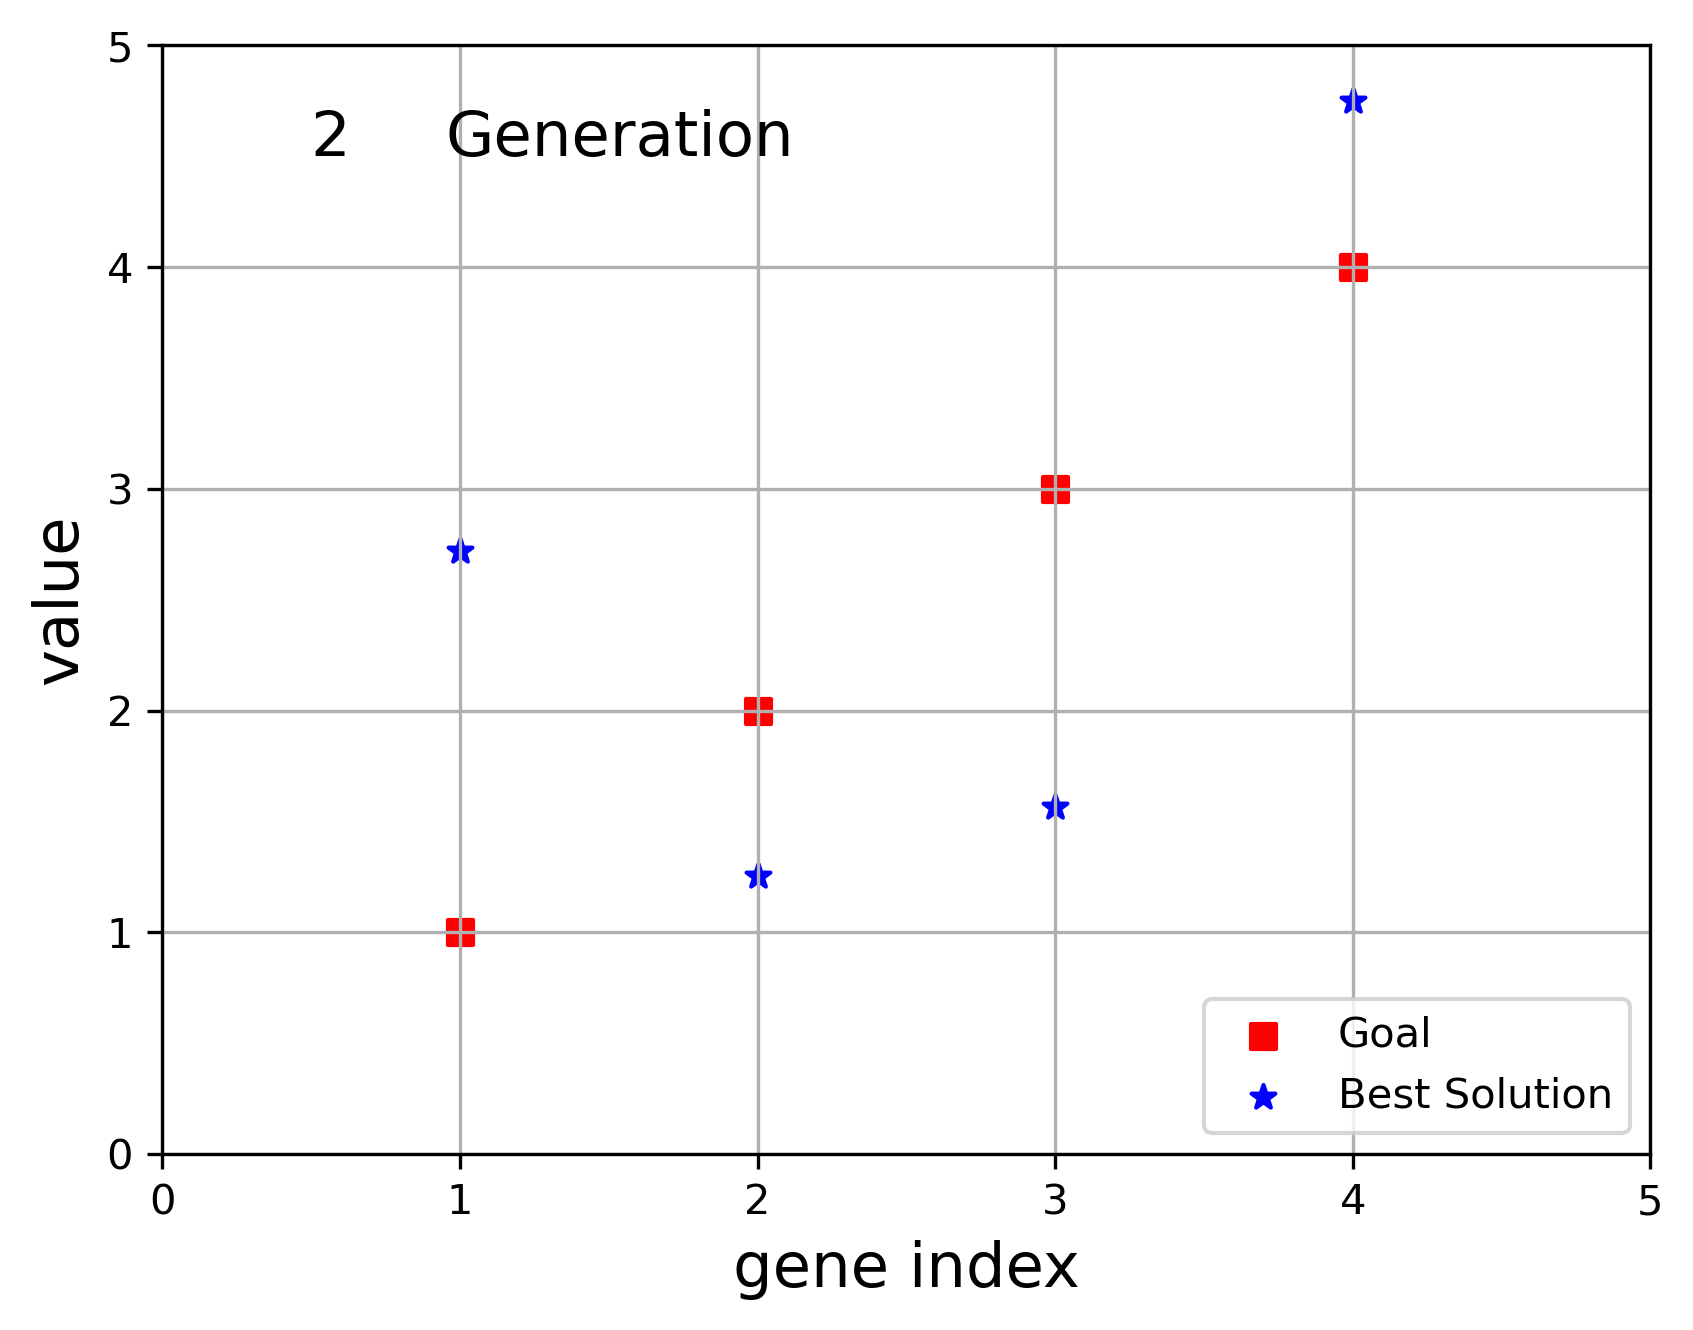 5
2 Generation
4
3
2
1
0
value
Goal
Best Solution
0 1 2 3 4 5
gene index